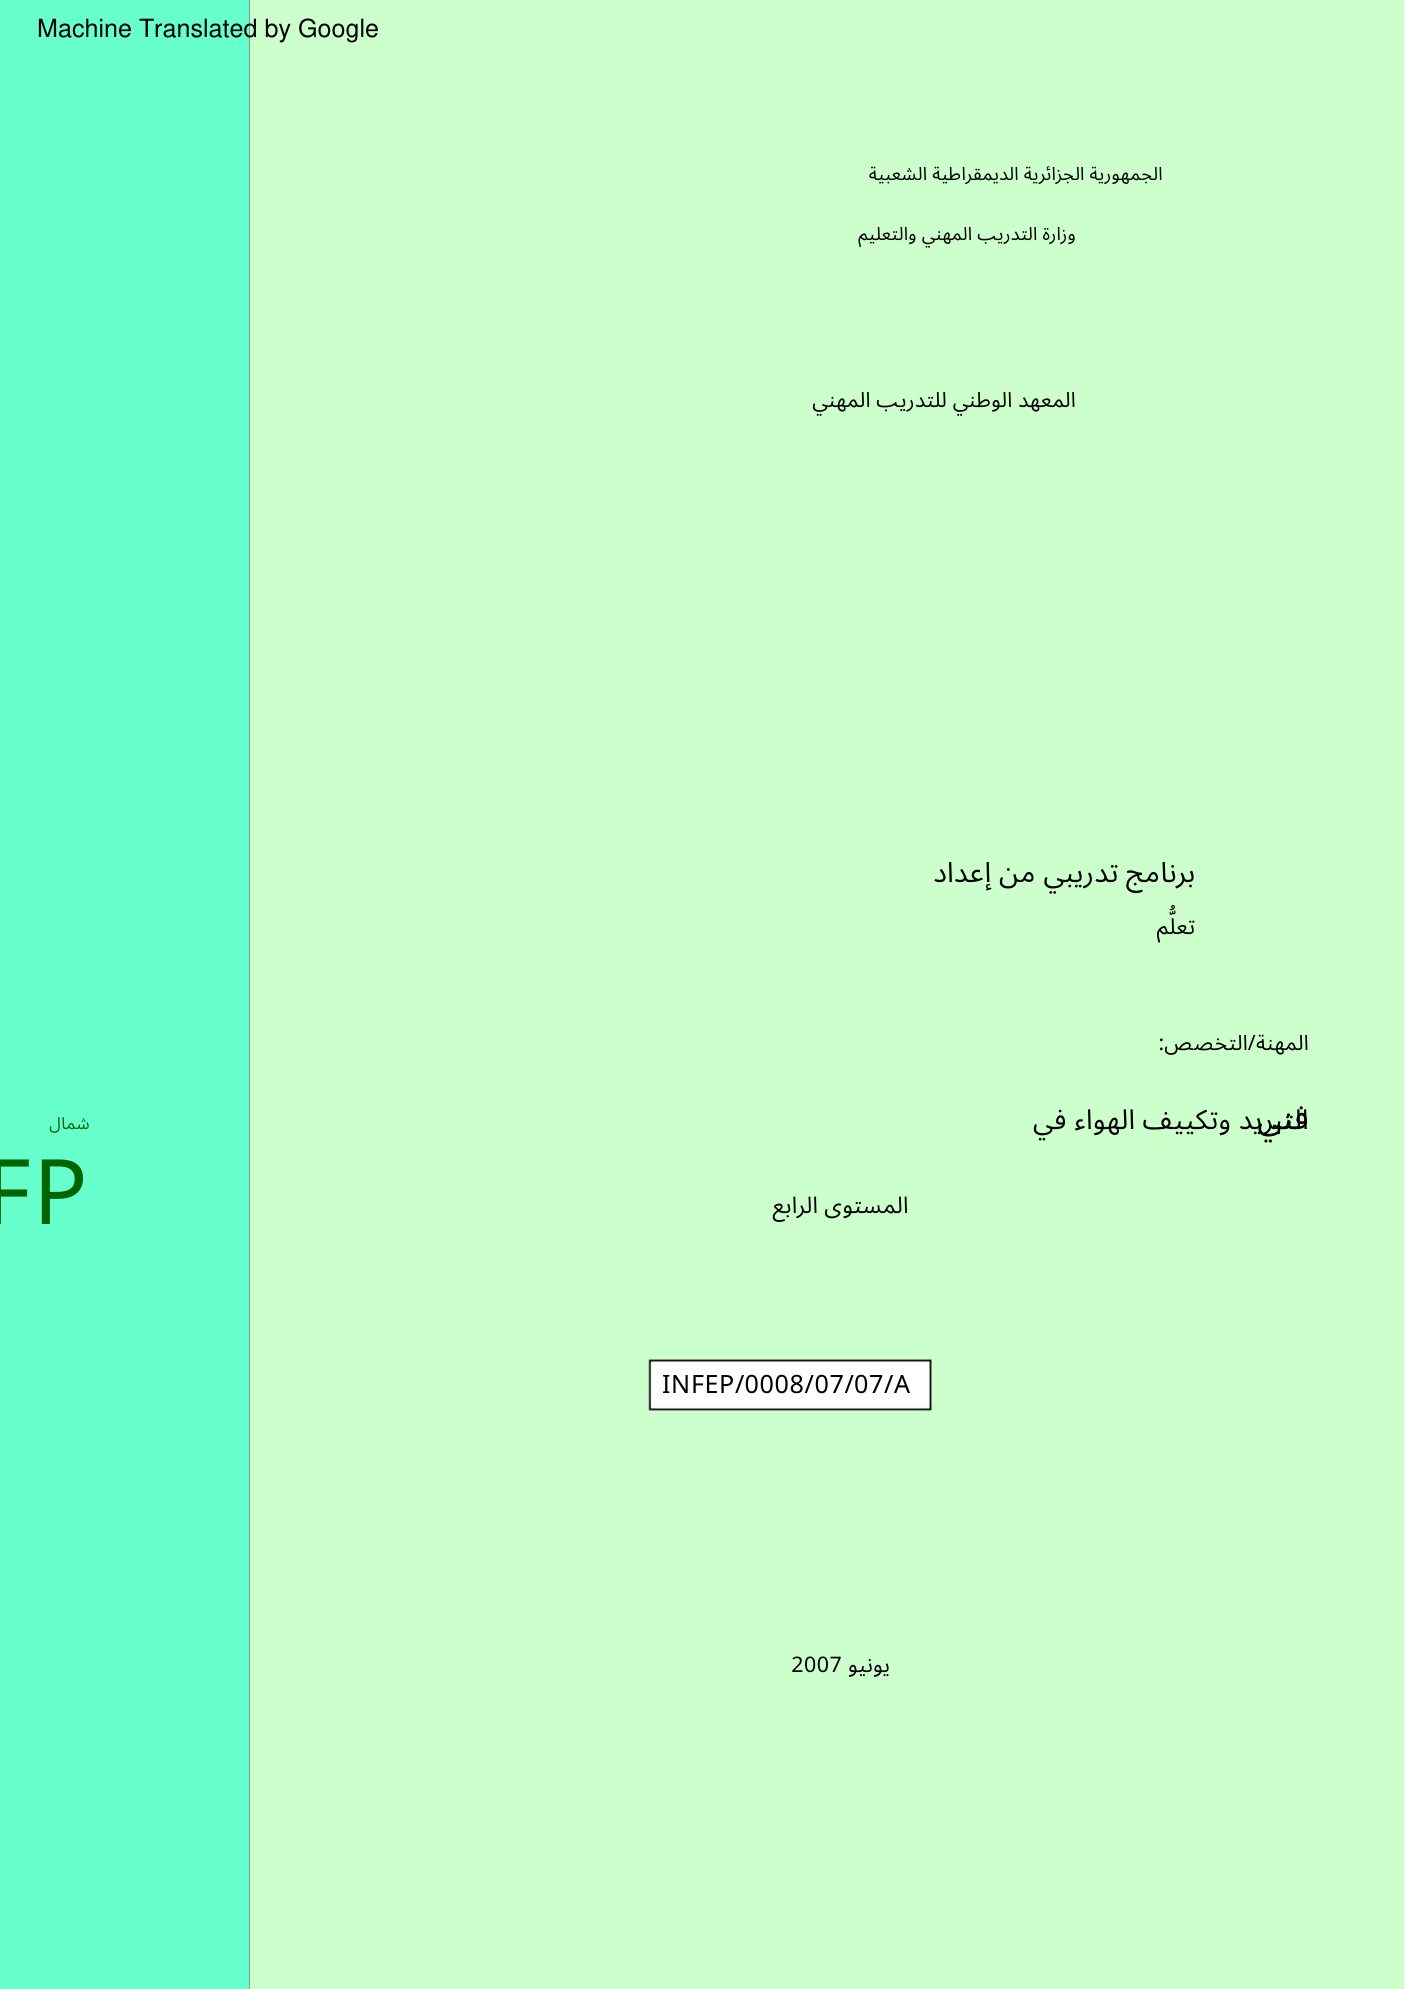 Machine Translated by Google
الجمهورية الجزائرية الديمقراطية الشعبية
وزارة التدريب المهني والتعليم
المعهد الوطني للتدريب المهني
برنامج تدريبي من إعداد
تعلُّم
المهنة/التخصص:
فني
التبريد وتكييف الهواء في
شمال
FP
المستوى الرابع
INFEP/0008/07/07/A
يونيو 2007